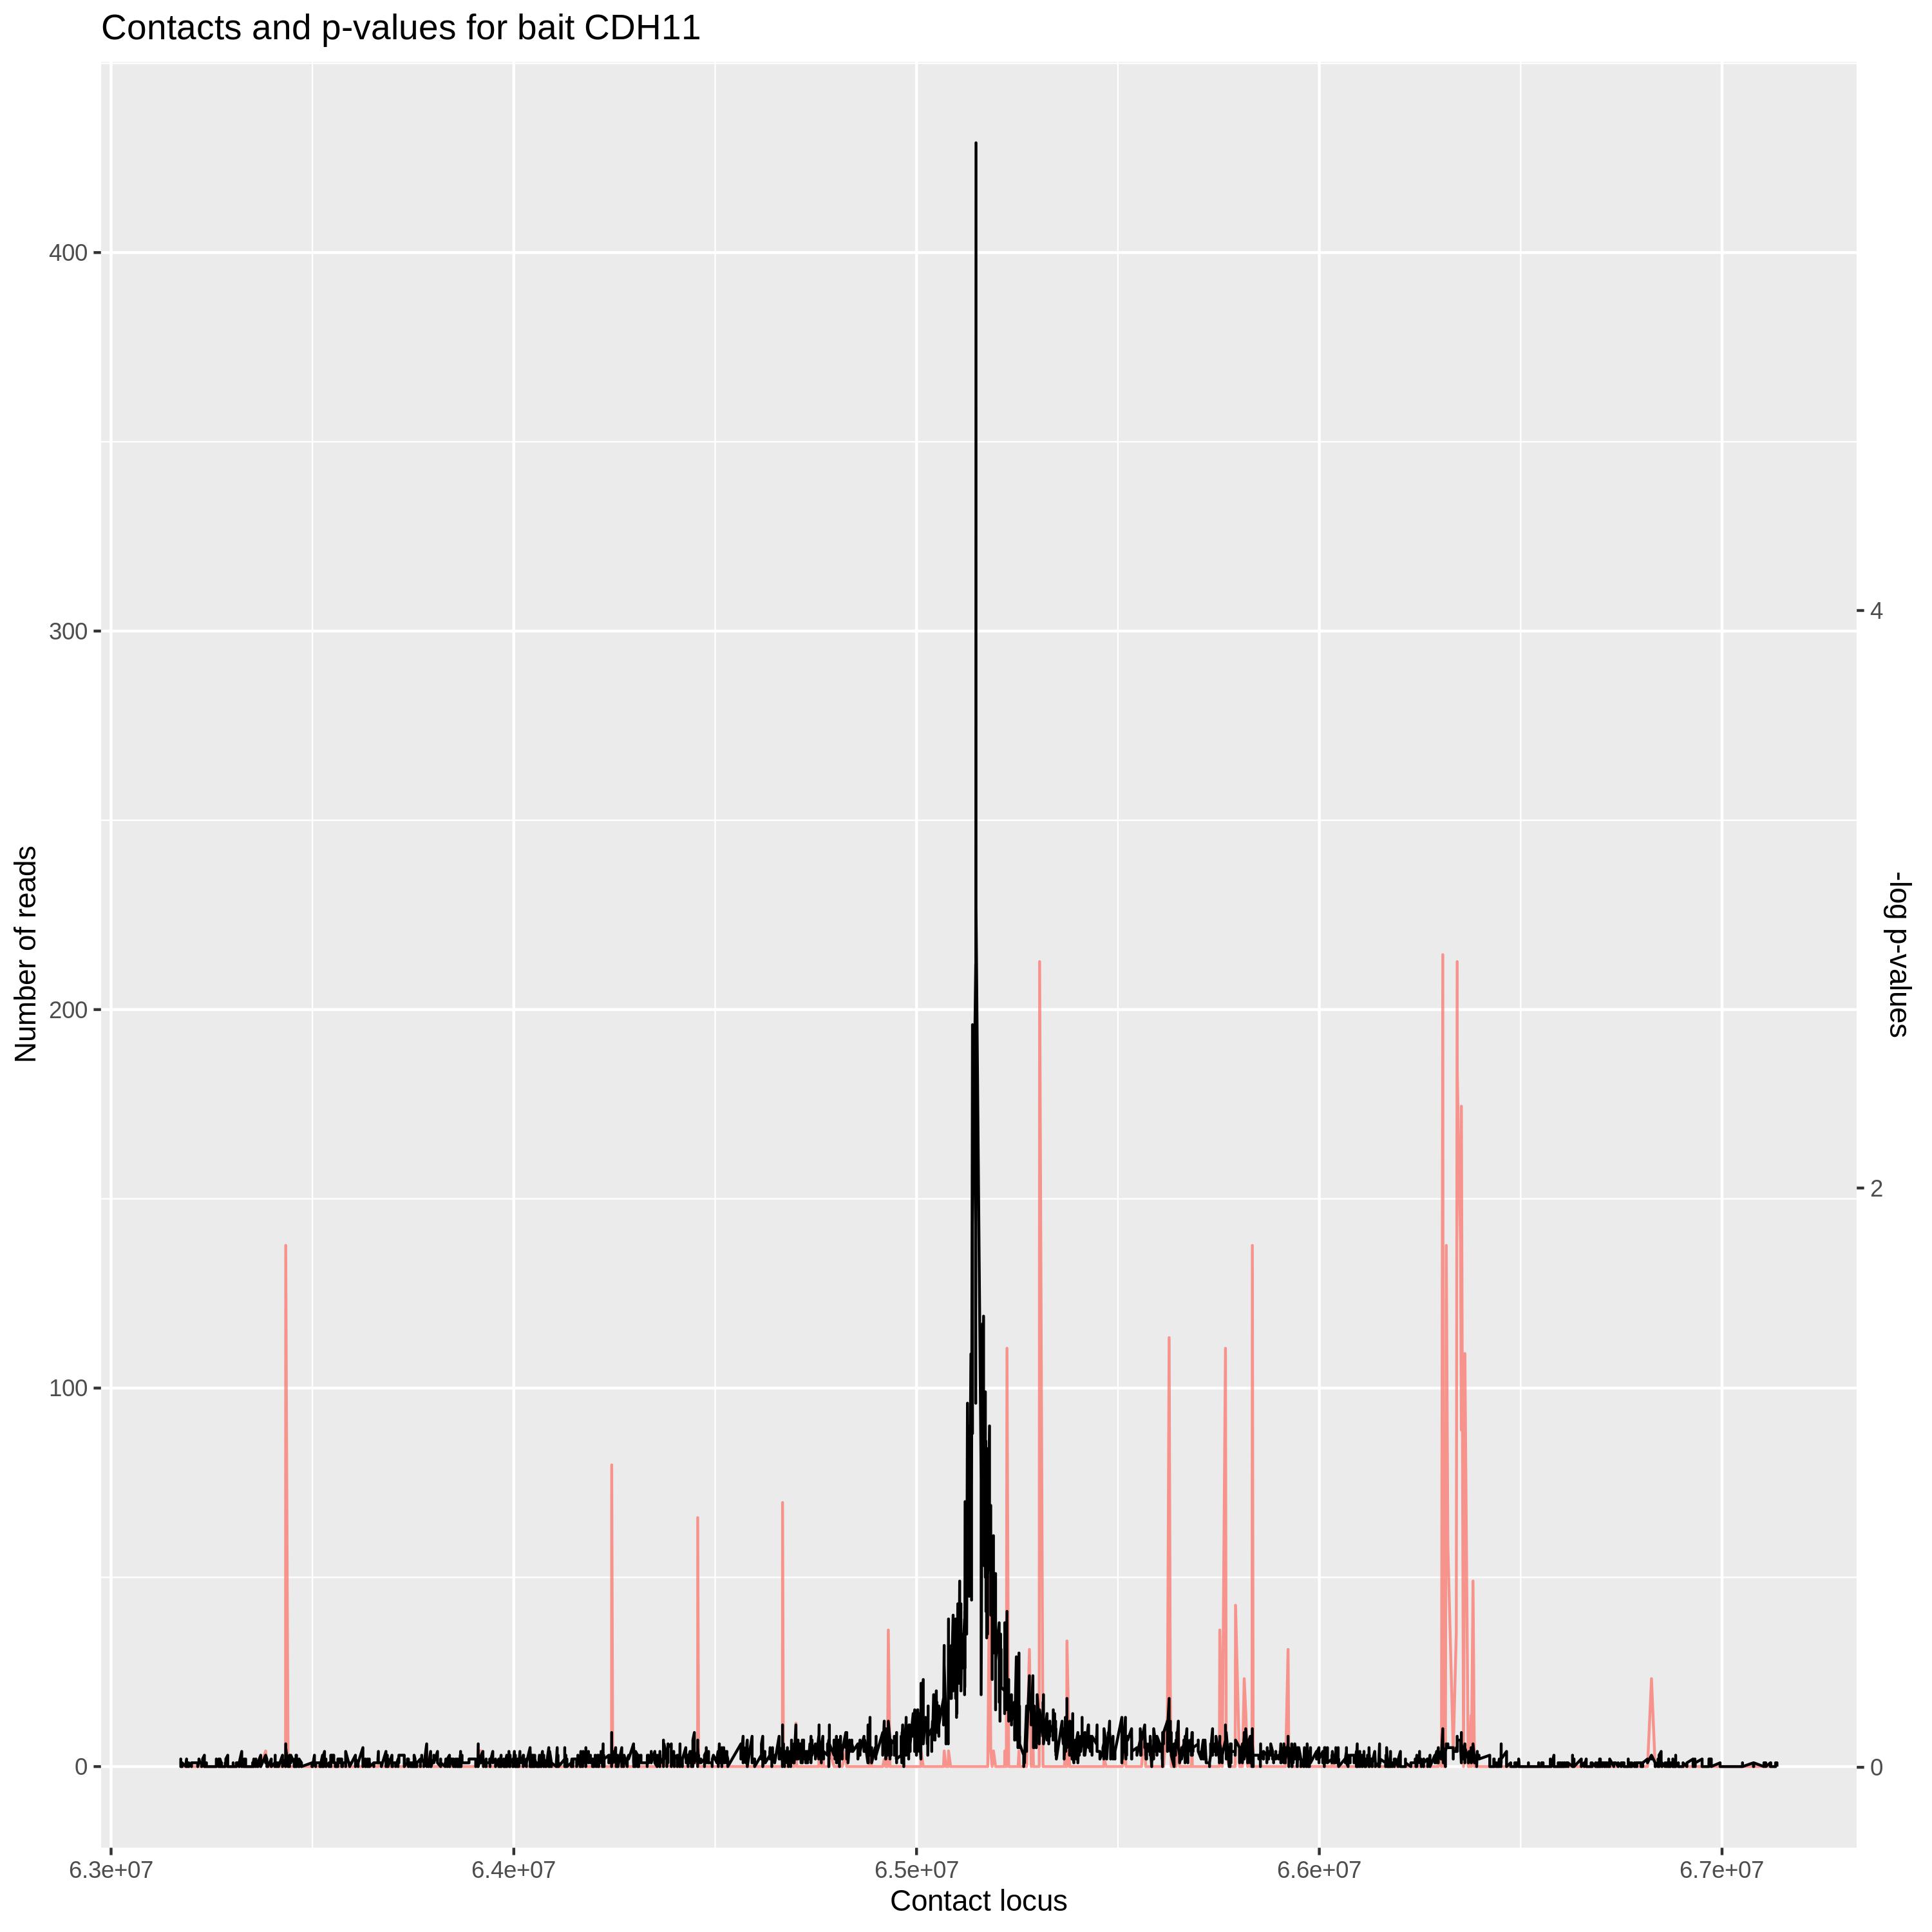 Contacts and p-values for bait CDH11
400
300
200
100
0
Number of reads
4
2
0
-log p-values
6.3e+07
6.4e+07
6.5e+07
6.6e+07
6.7e+07
Contact locus